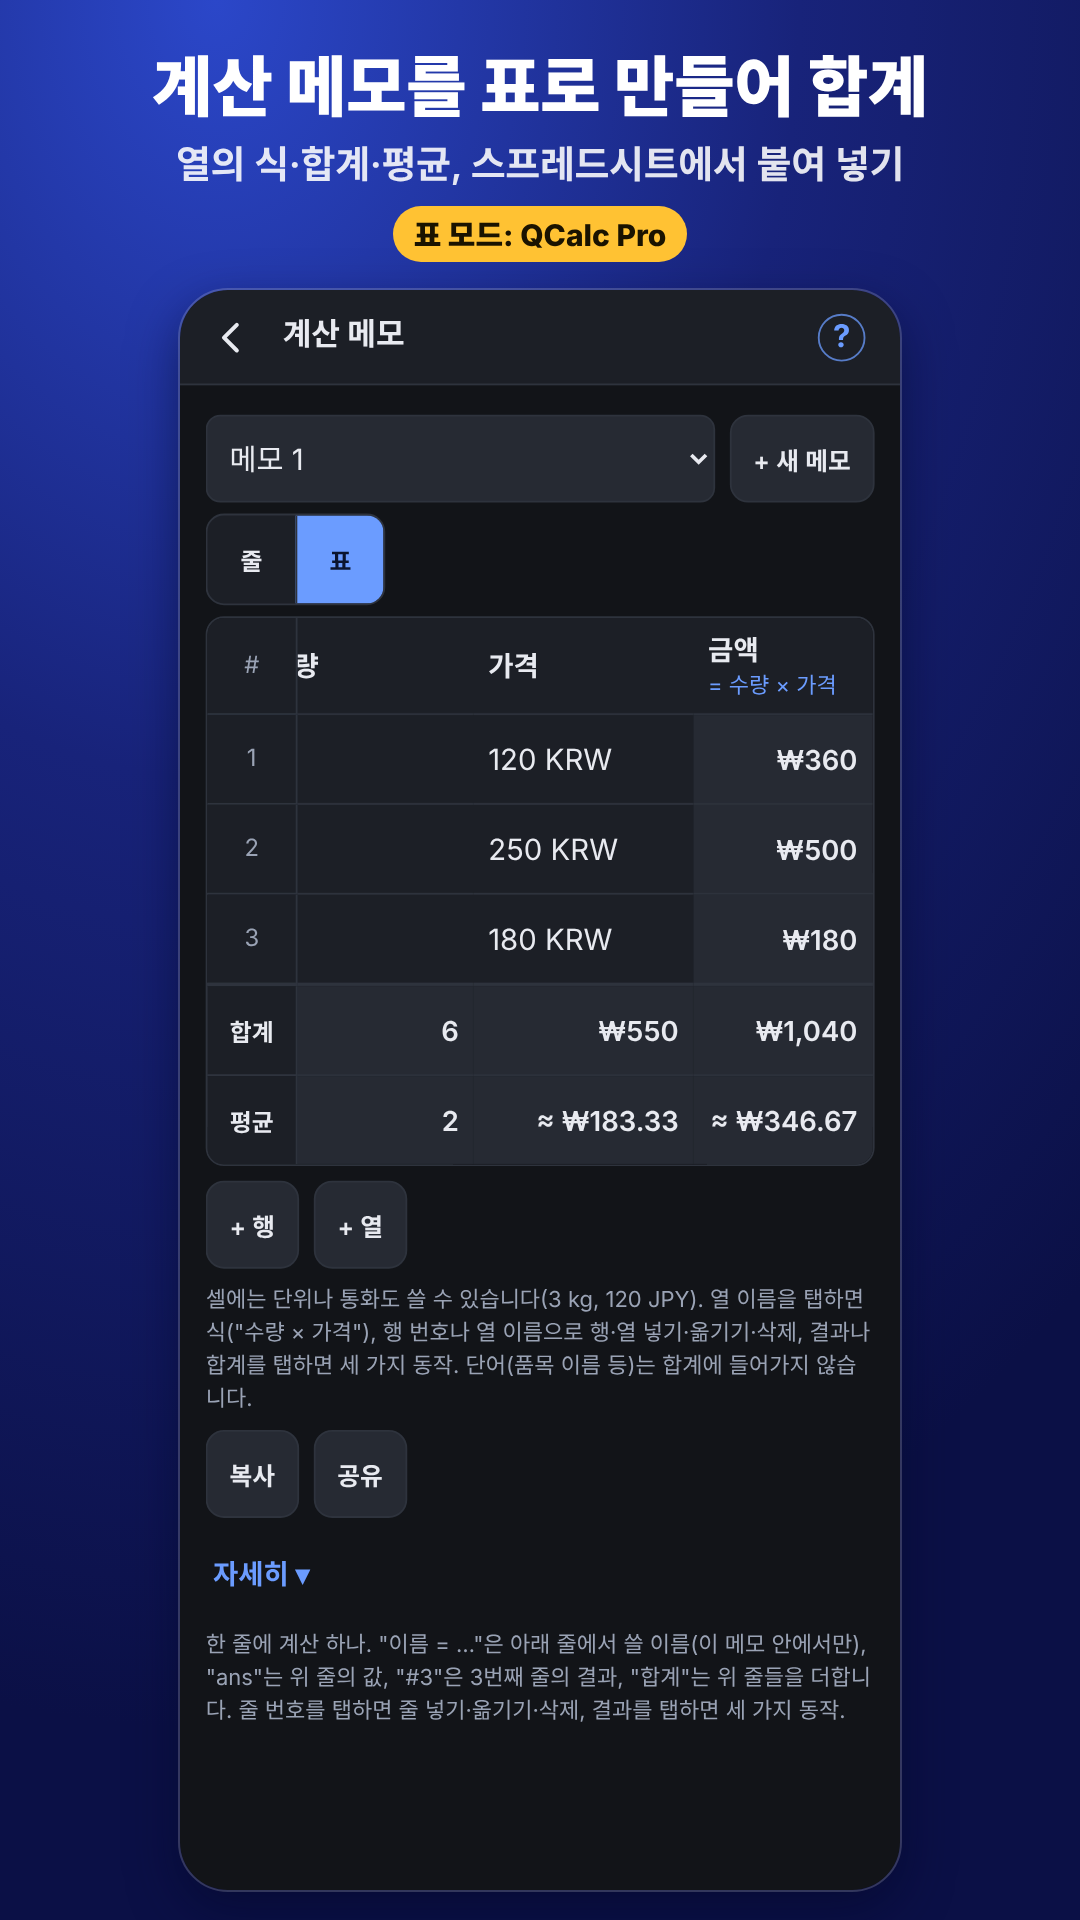 계산 메모를 표로 만들어 합계
열의 식·합계·평균, 스프레드시트에서 붙여 넣기
표 모드: QCalc Pro
계산 메모
?
메모 1
+ 새 메모
줄 표
# 량 가격 금액
= 수량 × 가격
1 120 KRW ₩360
2 250 KRW ₩500
3 180 KRW ₩180
합계 6 ₩550 ₩1,040
평균 2 ≈ ₩183.33 ≈ ₩346.67
+ 행 + 열
셀에는 단위나 통화도 쓸 수 있습니다(3 kg, 120 JPY). 열 이름을 탭하면
식("수량 × 가격"), 행 번호나 열 이름으로 행·열 넣기·옮기기·삭제, 결과나
합계를 탭하면 세 가지 동작. 단어(품목 이름 등)는 합계에 들어가지 않습
니다.
복사 공유
자세히 ▾
한 줄에 계산 하나. "이름 = ..."은 아래 줄에서 쓸 이름(이 메모 안에서만),
"ans"는 위 줄의 값, "#3"은 3번째 줄의 결과, "합계"는 위 줄들을 더합니
다. 줄 번호를 탭하면 줄 넣기·옮기기·삭제, 결과를 탭하면 세 가지 동작.